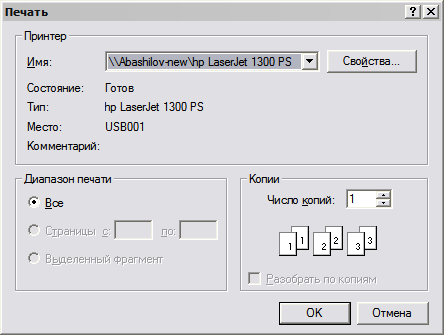 Печать
Принтер
Имя: \\Abashilov-new\hp LaserJet 1300 PS Свойства...
Состояние: Готов
Тип: hp LaserJet 1300 PS
Место: USB001
Комментарий:
Диапазон печати
Все
Страницы с: по:
Выделенный фрагмент
Копии
Число копий: 1
1 1 2 2 3 3
Разобрать по копиям
OK Отмена